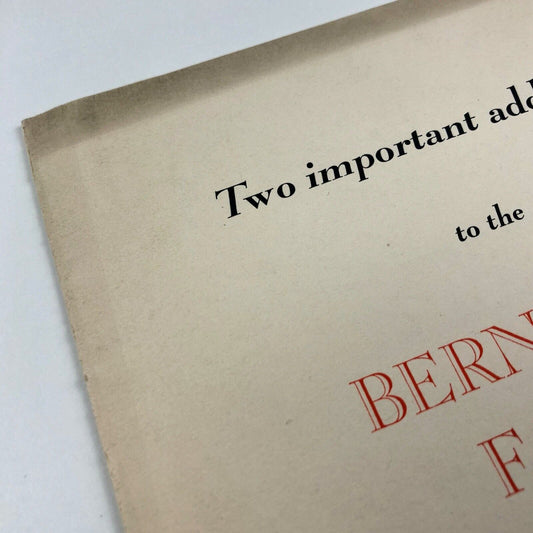 Two important add
to the
BERN
F